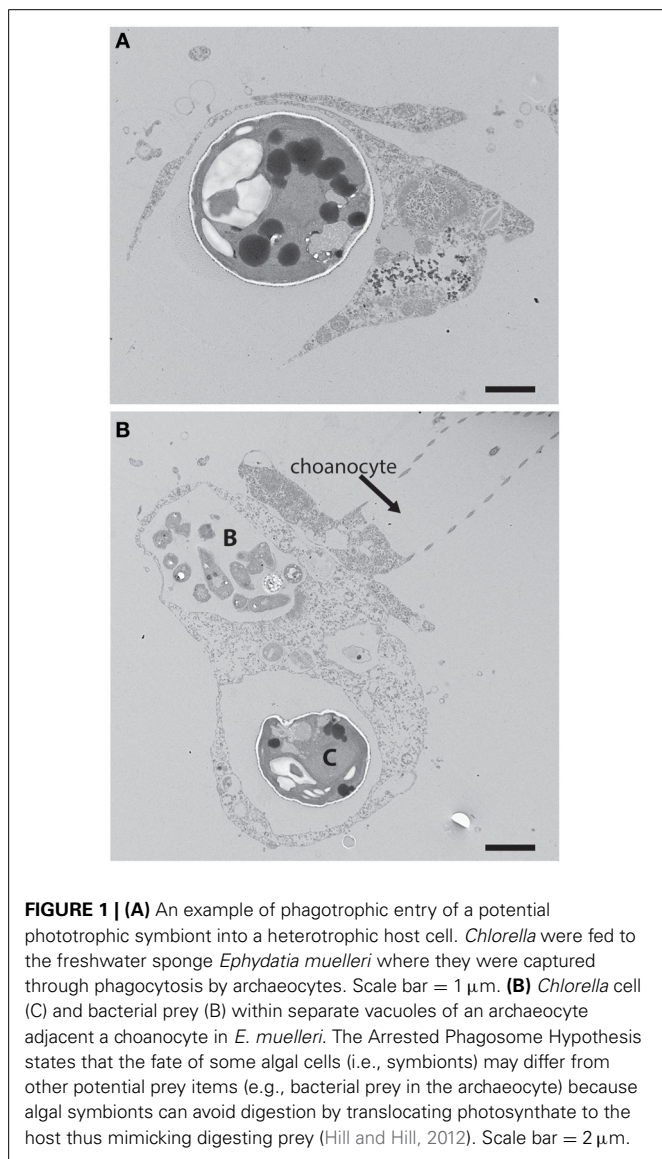 A
B
choanocyte
B
C
FIGURE 1 | (A) An example of phagotrophic entry of a potential
phototrophic symbiont into a heterotrophic host cell. Chlorella were fed to
the freshwater sponge Ephydatia muelleri where they were captured
through phagocytosis by archaeocytes. Scale bar = 1 μm. (B) Chlorella cell
(C) and bacterial prey (B) within separate vacuoles of an archaeocyte
adjacent a choanocyte in E. muelleri. The Arrested Phagosome Hypothesis
states that the fate of some algal cells (i.e., symbionts) may differ from
other potential prey items (e.g., bacterial prey in the archaeocyte) because
algal symbionts can avoid digestion by translocating photosynthate to the
host thus mimicking digesting prey (Hill and Hill, 2012). Scale bar = 2 μm.